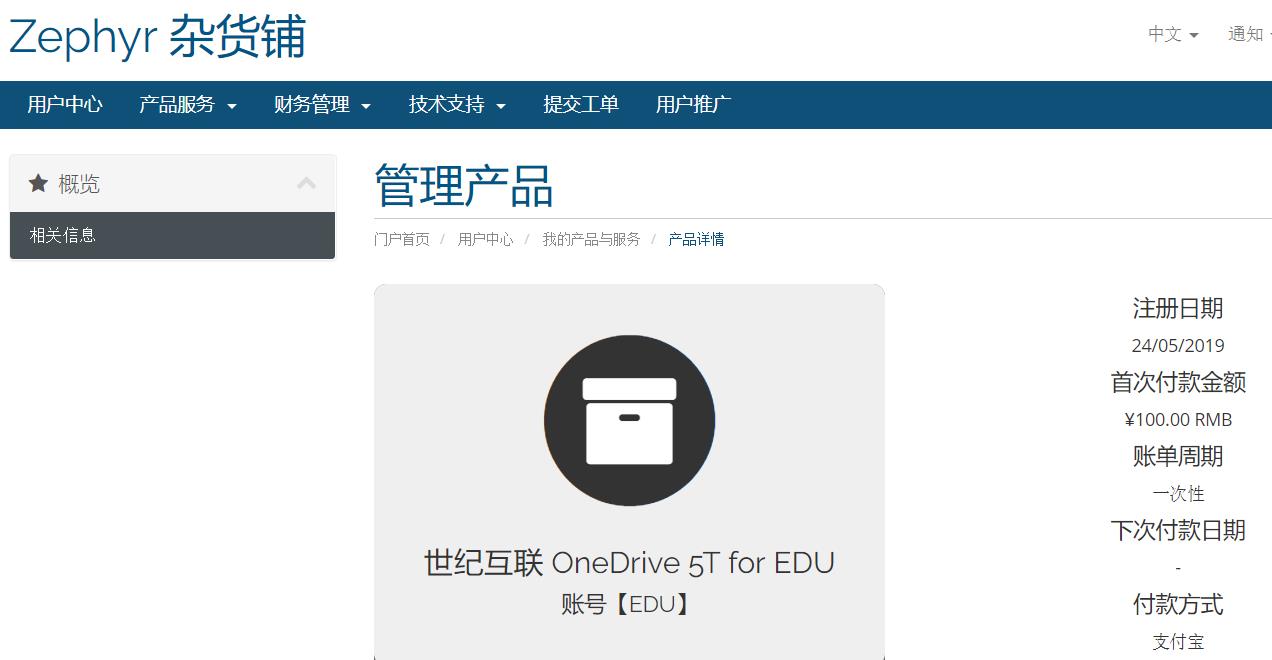 Zephyr 杂货铺
中文 通知
用户中心 产品服务 财务管理 技术支持 提交工单 用户推广
概览
相关信息
管理产品
门户首页 / 用户中心 / 我的产品与服务 / 产品详情
世纪互联 OneDrive 5T for EDU
账号【EDU】
注册日期
24/05/2019
首次付款金额
¥100.00 RMB
账单周期
一次性
下次付款日期
-
付款方式
支付宝